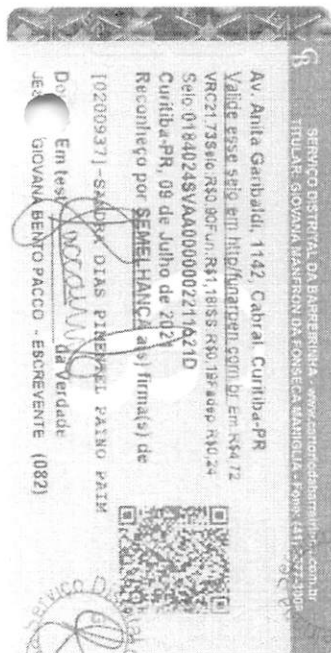 SERVIÇO DISTRITAL DA BARREIRINHA - www.cartoriodabarreirinha.com.br
TITULAR: GIOVANA MANFRON DA FONSECA MANIGLIA - Fone: (41)
Av. Anita Garibaldi, 1142, Cabral, Curitiba-PR
Valide esse selo em http/funarpen.com.br Em R$4,72
VRC21,73Selo,R$0,90Fun.R$1,18ISS R$0,19Fadep R$0,24
Selo:0184024SVAA0000002211A21D
Curitiba-PR, 09 de Julho de 202
Reconheço por SEMELHANÇA a(s) firma(s) de
[0200937]-SANDRA DIAS PIMENTEL PAINO PAIM
Em test da Verdade
GIOVANA BENTO PACCO - ESCREVENTE (082)